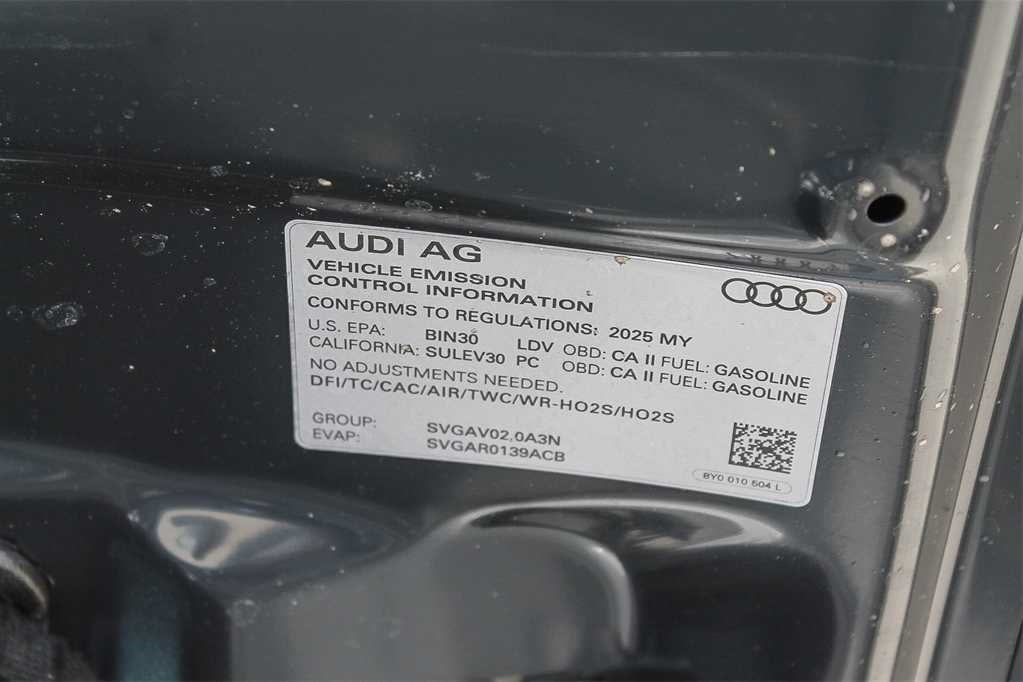 AUDI AG
VEHICLE EMISSION
CONTROL INFORMATION
CONFORMS TO REGULATIONS: 2025 MY
U.S. EPA: BIN30 LDV OBD: CA II FUEL: GASOLINE
CALIFORNIA: SULEV30 PC OBD: CA II FUEL: GASOLINE
NO ADJUSTMENTS NEEDED.
DFI/TC/CAC/AIR/TWC/WR-HO2S/HO2S
GROUP: SVGAV02.0A3N
EVAP: SVGAR0139ACB
8Y0 010 504 L